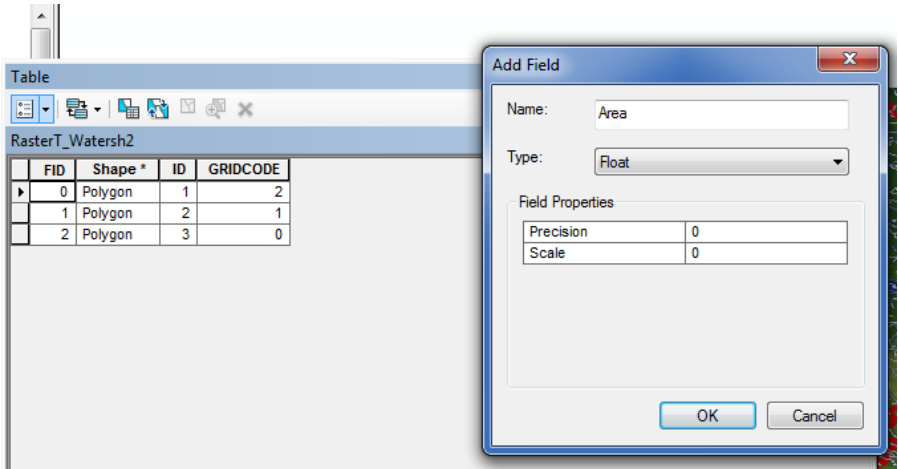 Table
RasterT_Watersh2
FID Shape * ID GRIDCODE
0 Polygon 1 2
1 Polygon 2 1
2 Polygon 3 0
Add Field
Name: Area
Type: Float
Field Properties
Precision 0
Scale 0
OK Cancel